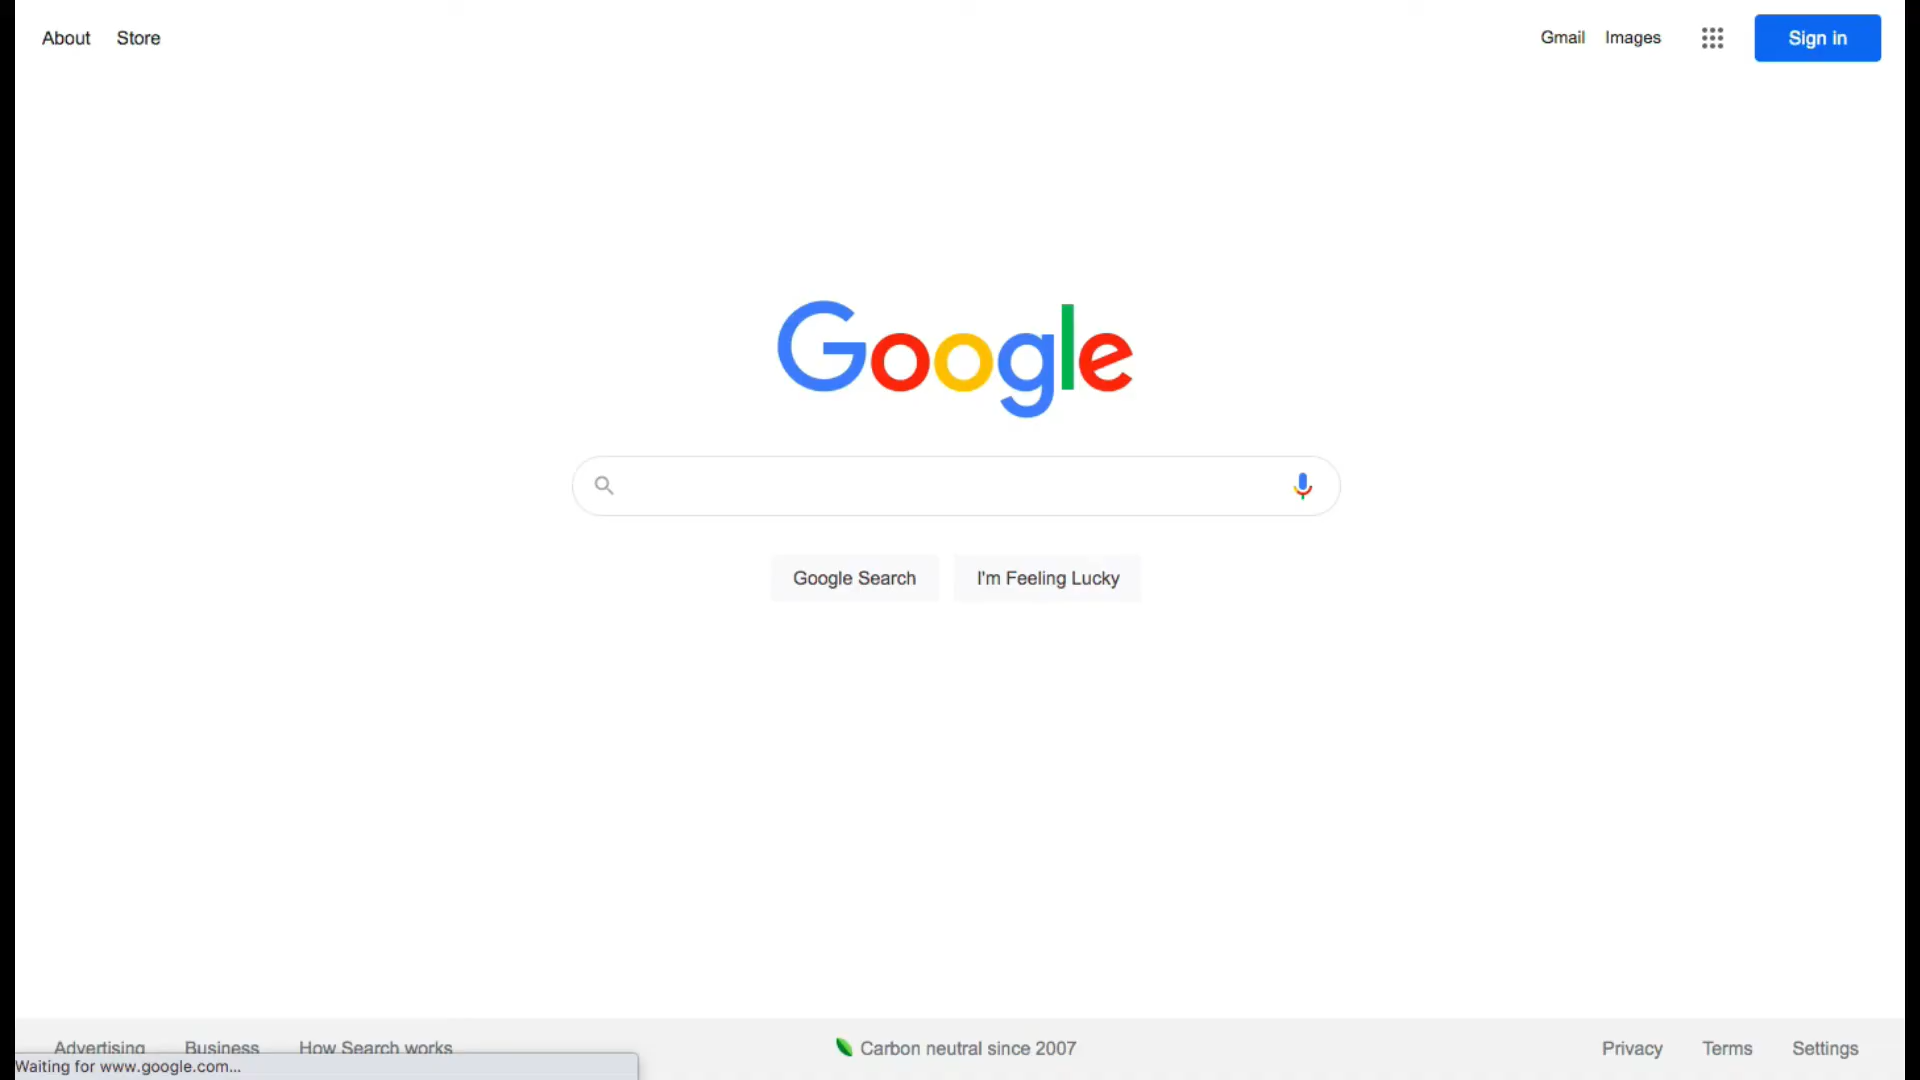 About Store Gmail Images Sign in
Google
Google Search I'm Feeling Lucky
Advertising Business How Search works Carbon neutral since 2007 Privacy Terms Settings
Waiting for www.google.com...